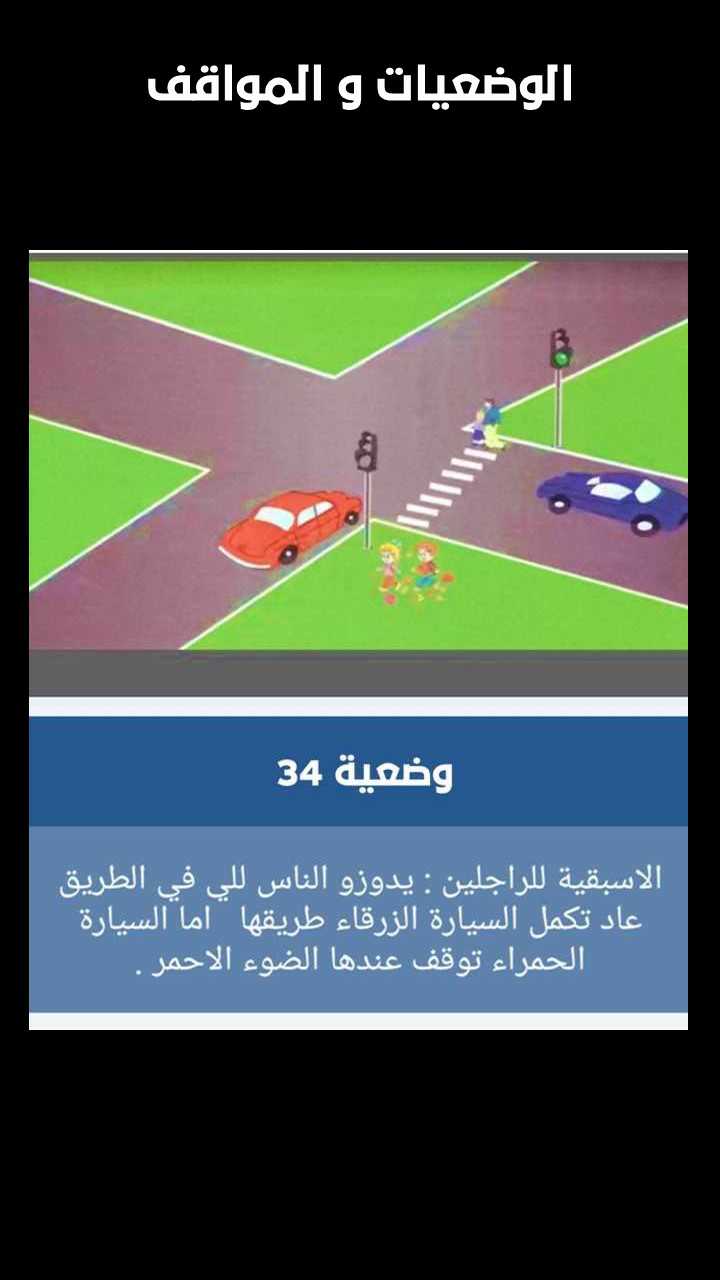 الوضعيات و المواقف
وضعية 34
الاسبقية للراجلين : يدوزو الناس للي في الطريق
عاد تكمل السيارة الزرقاء طريقها اما السيارة
الحمراء توقف عندها الضوء الاحمر .